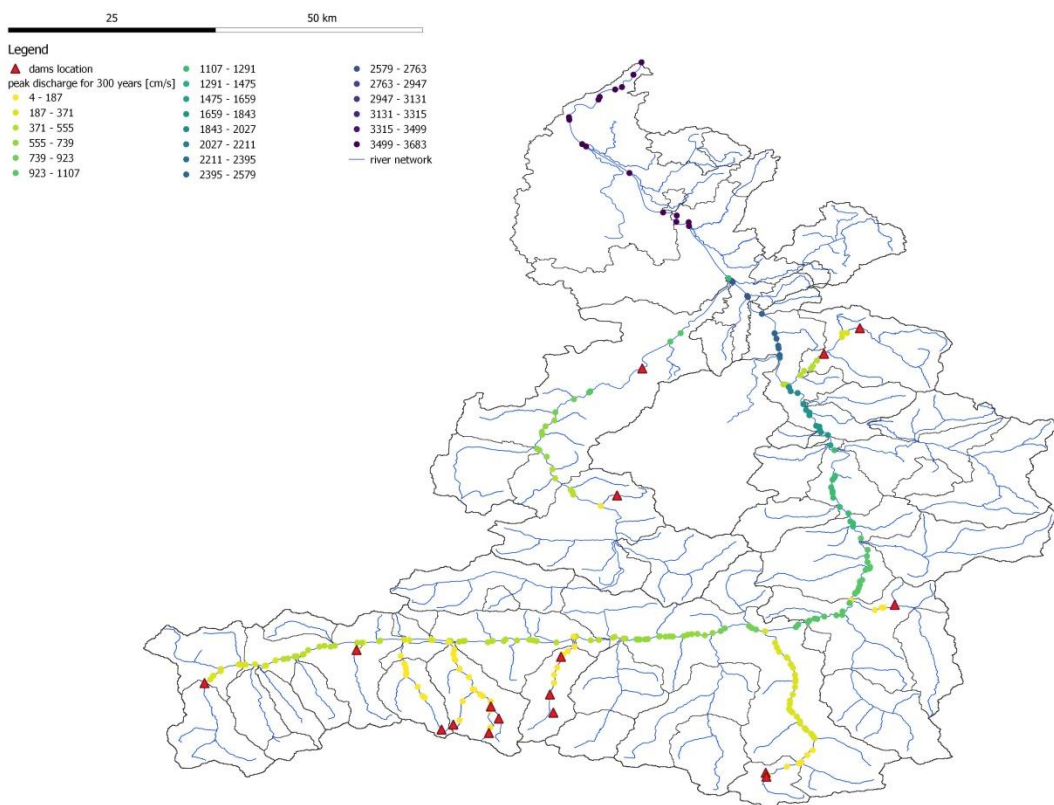 25 50 km
Legend
dams location
peak discharge for 300 years [cm/s]
4 - 187
187 - 371
371 - 555
555 - 739
739 - 923
923 - 1107
1107 - 1291
1291 - 1475
1475 - 1659
1659 - 1843
1843 - 2027
2027 - 2211
2211 - 2395
2395 - 2579
2579 - 2763
2763 - 2947
2947 - 3131
3131 - 3315
3315 - 3499
3499 - 3683
river network